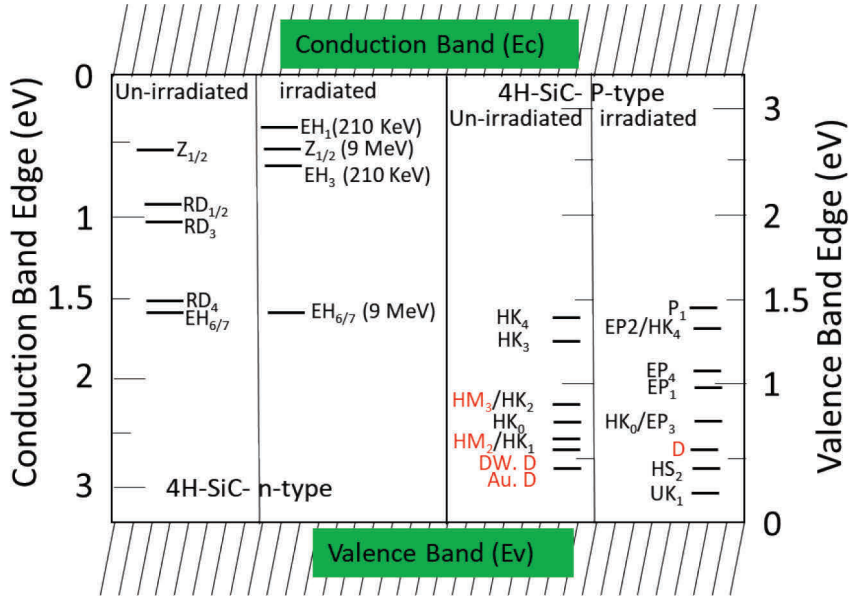 Conduction Band (Ec)
Conduction Band Edge (eV)
0
1
1.5
2
3
Un-irradiated
Z1/2
RD1/2
RD3
RD4
EH6/7
irradiated
EH1(210 KeV)
Z1/2 (9 MeV)
EH3 (210 KeV)
EH6/7 (9 MeV)
4H-SiC- n-type
4H-SiC- P-type
Un-irradiated
HK4
HK3
HM3/HK2
HK0
HM2/HK1
DW. D
Au. D
irradiated
P1
EP2/HK4
EP4
EP1
HK0/EP3
D
HS2
UK1
3
2
1.5
1
0
Valence Band Edge (eV)
Valence Band (Ev)